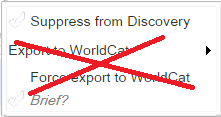 Suppress from Discovery
Export to WorldCat
Force export to WorldCat
Brief?